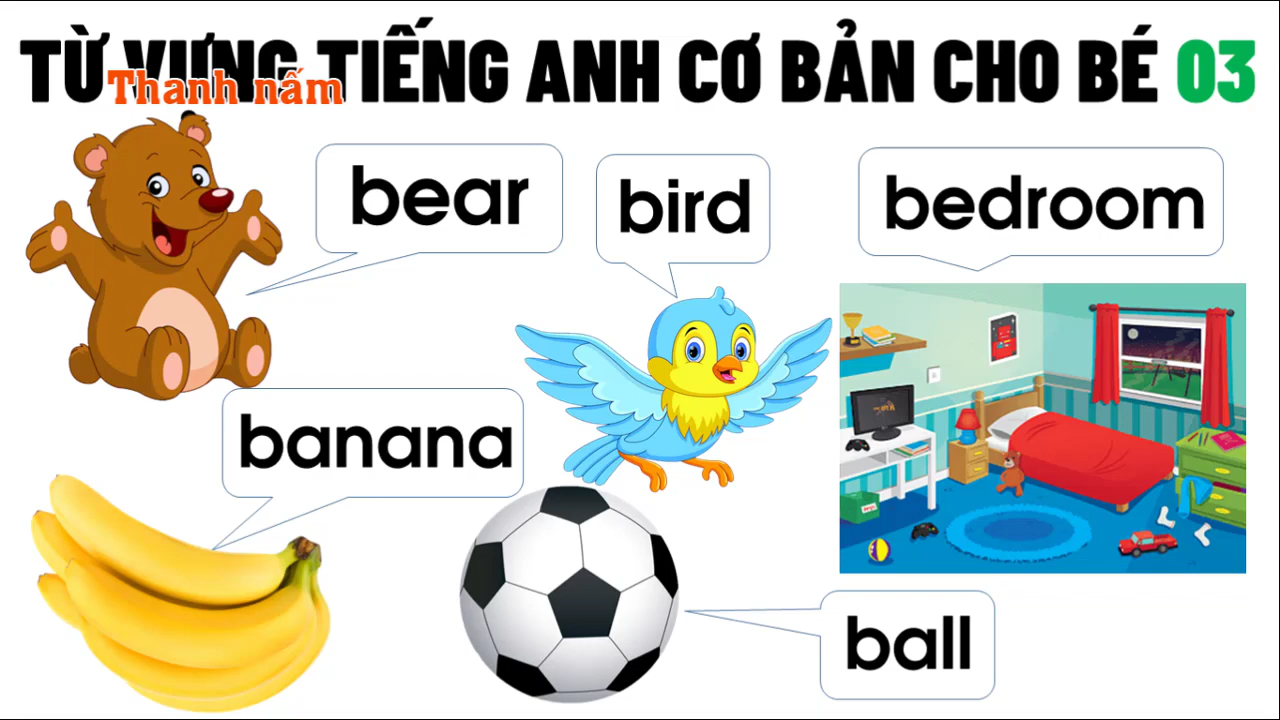 TỪ VỰNG TIẾNG ANH CƠ BẢN CHO BÉ 03
Thanh nấm
bear
bird
bedroom
banana
ball